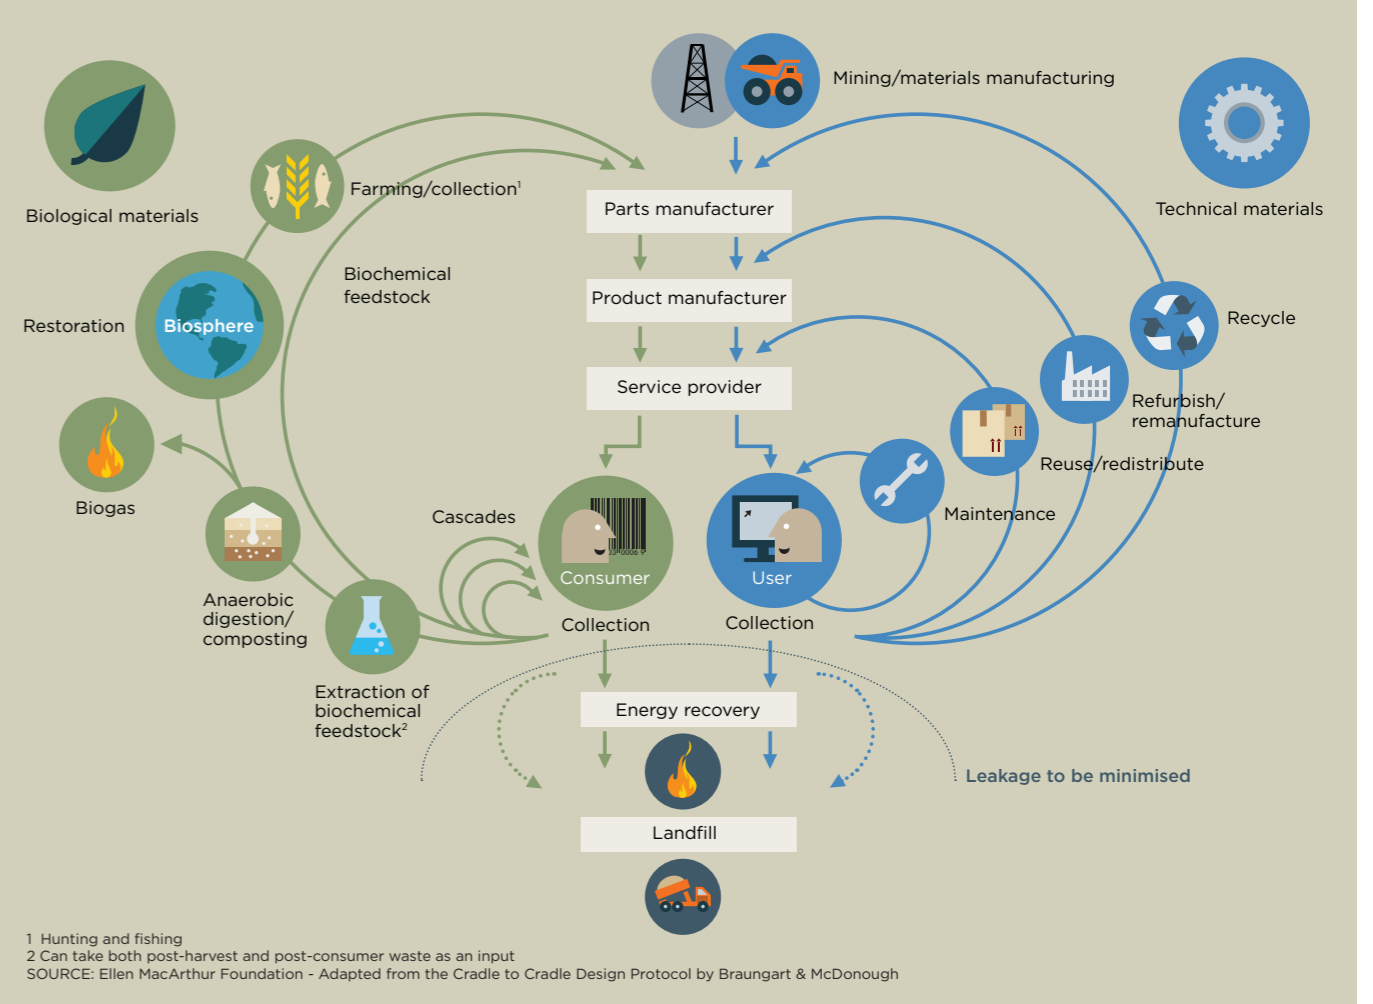 Mining/materials manufacturing
Biological materials
Technical materials
Farming/collection¹
Parts manufacturer
Biochemical
feedstock
Product manufacturer
Restoration
Biosphere
Recycle
Service provider
Refurbish/
remanufacture
Reuse/redistribute
Biogas
Cascades
Maintenance
Consumer
User
Anaerobic
digestion/
composting
Collection
Collection
Extraction of
biochemical
feedstock²
Energy recovery
Leakage to be minimised
Landfill
1 Hunting and fishing
2 Can take both post-harvest and post-consumer waste as an input
SOURCE: Ellen MacArthur Foundation - Adapted from the Cradle to Cradle Design Protocol by Braungart & McDonough